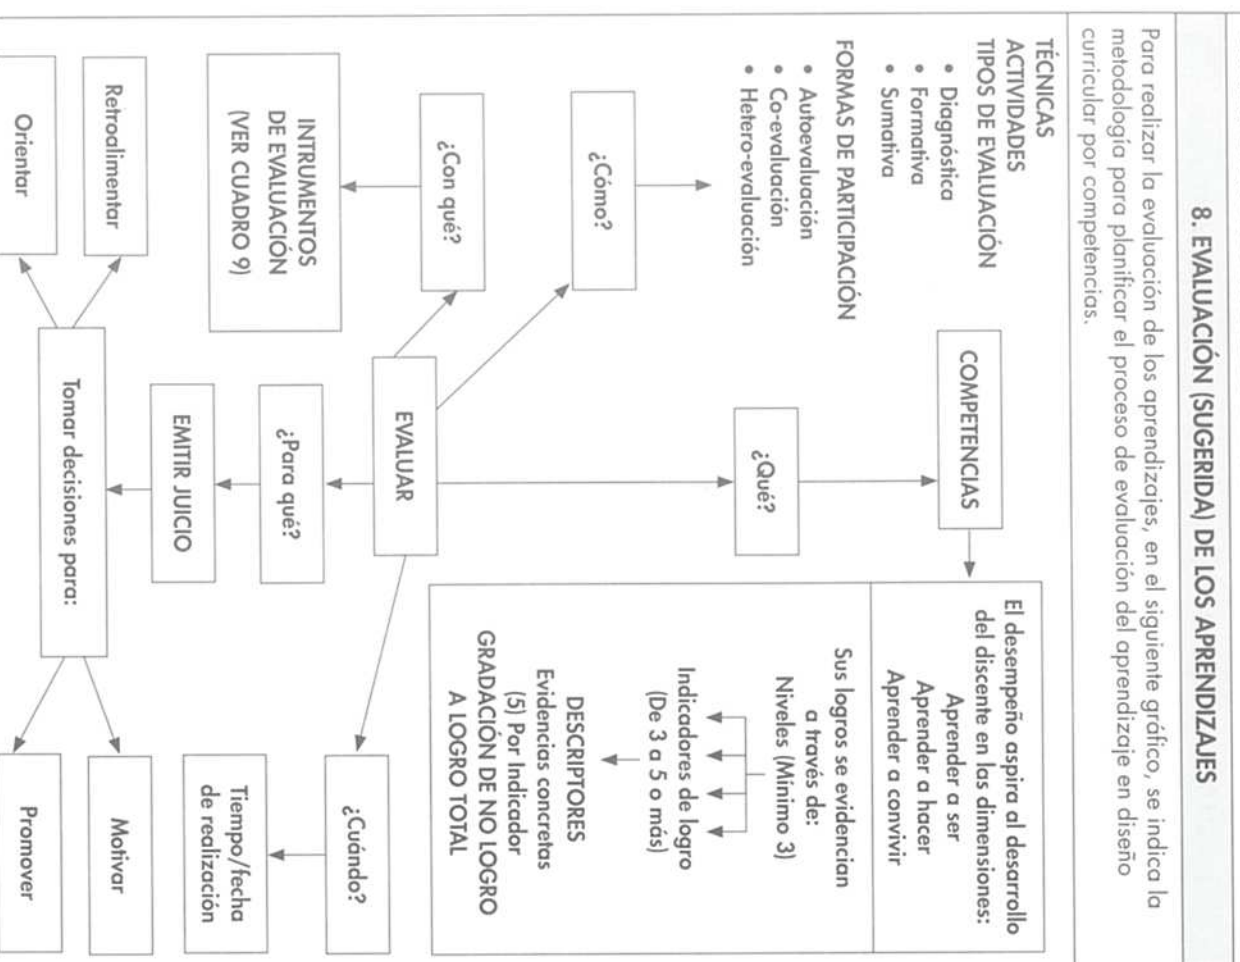 8. EVALUACIÓN (SUGERIDA) DE LOS APRENDIZAJES
Para realizar la evaluación de los aprendizajes, en el siguiente gráfico, se indica la
metodología para planificar el proceso de evaluación del aprendizaje en diseño
curricular por competencias.
TÉCNICAS
ACTIVIDADES
TIPOS DE EVALUACIÓN
• Diagnóstica
• Formativa
• Sumativa
FORMAS DE PARTICIPACIÓN
• Autoevaluación
• Co-evaluación
• Hetero-evaluación
¿Cómo?
¿Con qué?
INTRUMENTOS
DE EVALUACIÓN
(VER CUADRO 9)
COMPETENCIAS
¿Qué?
EVALUAR
¿Para qué?
EMITIR JUICIO
Tomar decisiones para:
Retroalimentar
Orientar
El desempeño aspira al desarrollo
del discente en las dimensiones:
Aprender a ser
Aprender a hacer
Aprender a convivir
Sus logros se evidencian
a través de:
Niveles (Mínimo 3)
Indicadores de logro
(De 3 a 5 o más)
DESCRIPTORES
Evidencias concretas
(5) Por Indicador
GRADACIÓN DE NO LOGRO
A LOGRO TOTAL
¿Cuándo?
Tiempo/fecha
de realización
Motivar
Promover